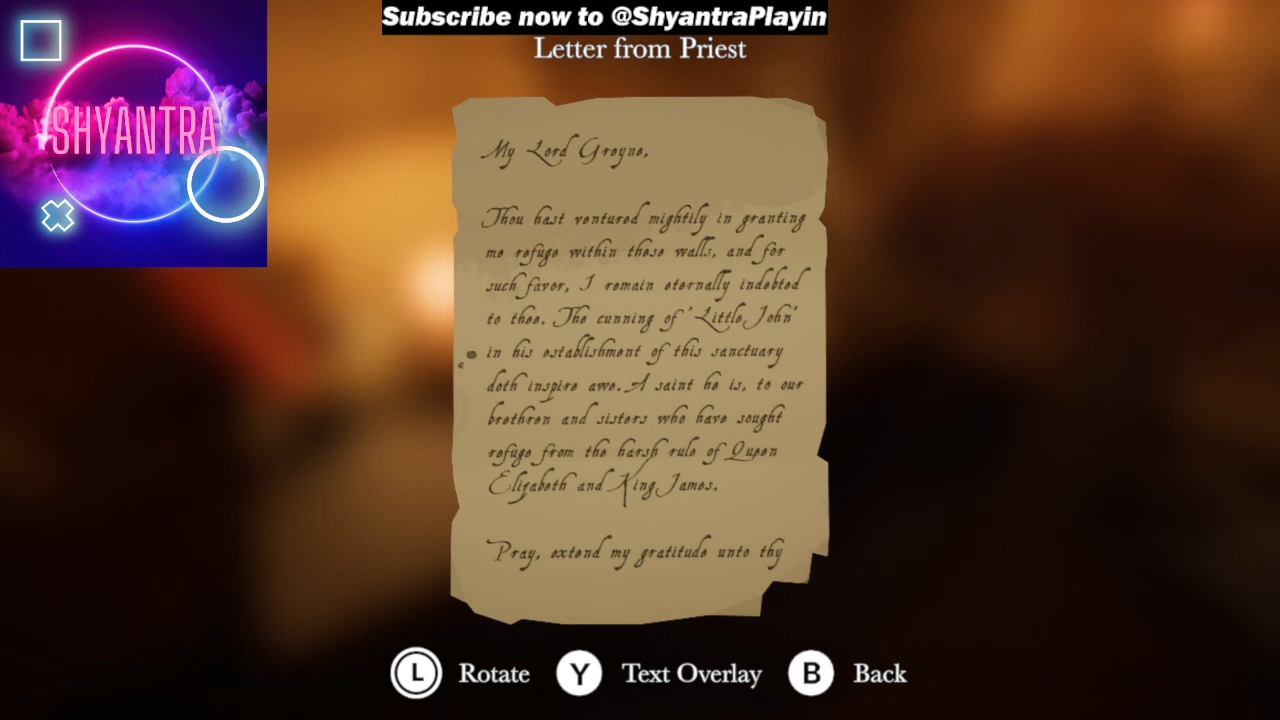 Subscribe now to @ShyantraPlayin
Letter from Priest
SHYANTRA
My Lord Greyne,
Thou hast ventured mightily in granting
me refuge within these walls, and for
such favor, I remain eternally indebted
to thee. The cunning of 'Little John'
in his establishment of this sanctuary
doth inspire awe. A saint he is, to our
brethren and sisters who have sought
refuge from the harsh rule of Queen
Elizabeth and King James.
Pray, extend my gratitude unto thy
L Rotate Y Text Overlay B Back